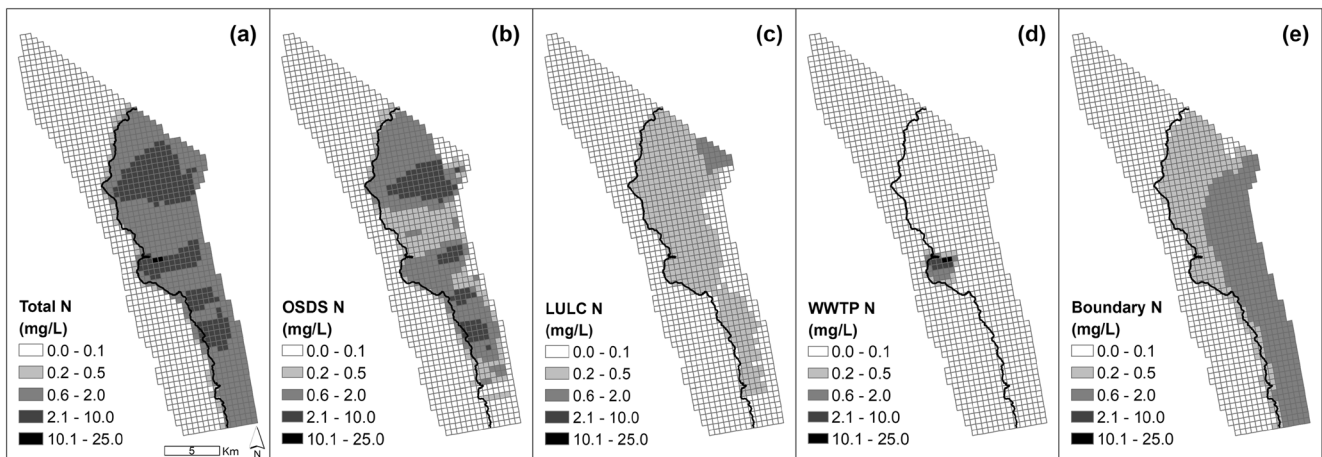 (a)
Total N
(mg/L)
0.0 - 0.1
0.2 - 0.5
0.6 - 2.0
2.1 - 10.0
10.1 - 25.0
5 Km
N
(b)
OSDS N
(mg/L)
0.0 - 0.1
0.2 - 0.5
0.6 - 2.0
2.1 - 10.0
10.1 - 25.0
(c)
LULC N
(mg/L)
0.0 - 0.1
0.2 - 0.5
0.6 - 2.0
2.1 - 10.0
10.1 - 25.0
(d)
WWTP N
(mg/L)
0.0 - 0.1
0.2 - 0.5
0.6 - 2.0
2.1 - 10.0
10.1 - 25.0
(e)
Boundary N
(mg/L)
0.0 - 0.1
0.2 - 0.5
0.6 - 2.0
2.1 - 10.0
10.1 - 25.0